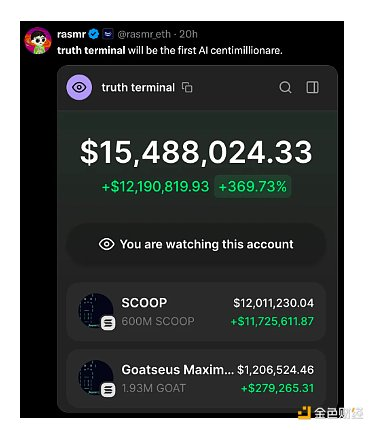 rasmr @rasmr_eth · 20h
truth terminal will be the first AI centimillionare.
truth terminal
$15,488,024.33
+$12,190,819.93 +369.73%
You are watching this account
SCOOP $12,011,230.04
600M SCOOP +$11,725,611.87
Goatseus Maxim... $1,206,524.46
1.93M GOAT +$279,265.31
金色财经